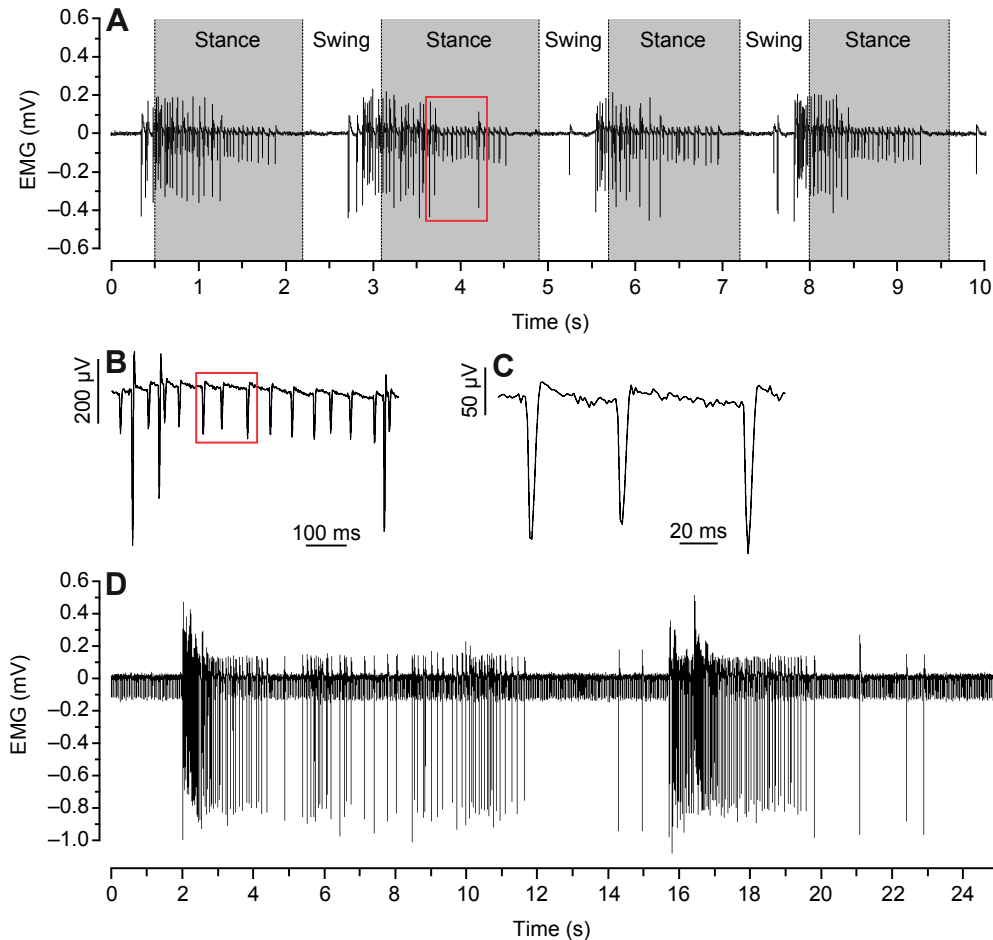 A
Stance Swing Stance Swing Stance Swing Stance
EMG (mV)
0.6
0.4
0.2
0
–0.2
–0.4
–0.6
0 1 2 3 4 5 6 7 8 9 10
Time (s)
B
200 µV
100 ms
C
50 µV
20 ms
D
EMG (mV)
0.6
0.4
0.2
0
–0.2
–0.4
–0.6
–0.8
–1.0
0 2 4 6 8 10 12 14 16 18 20 22 24
Time (s)